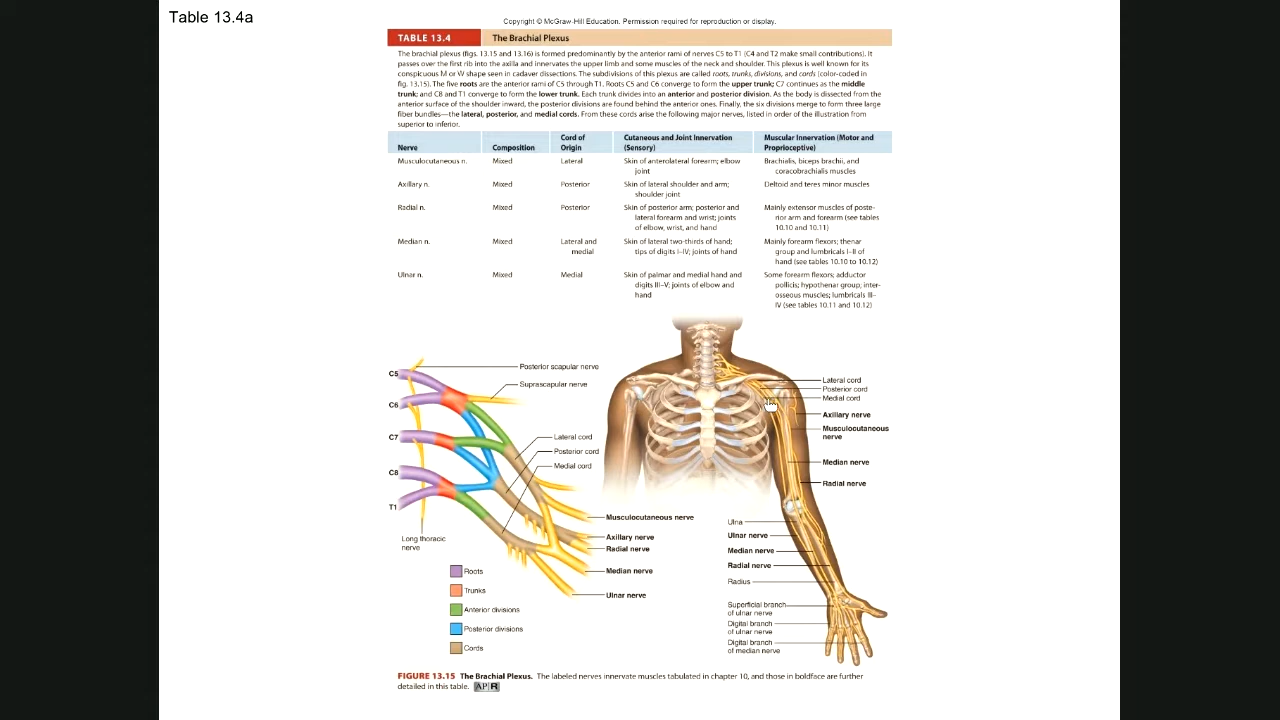 Table 13.4a
Copyright © McGraw-Hill Education. Permission required for reproduction or display.
TABLE 13.4 The Brachial Plexus
The brachial plexus (figs. 13.15 and 13.16) is formed predominantly by the anterior rami of nerves C5 to T1 (C4 and T2 make small contributions). It
passes over the first rib into the axilla and innervates the upper limb and some muscles of the neck and shoulder. This plexus is well known for its
conspicuous M or W shape seen in cadaver dissections. The subdivisions of this plexus are called roots, trunks, divisions, and cords (color-coded in
fig. 13.15). The five roots are the anterior rami of C5 through T1. Roots C5 and C6 converge to form the upper trunk; C7 continues as the middle
trunk; and C8 and T1 converge to form the lower trunk. Each trunk divides into an anterior and posterior division. As the body is dissected from the
anterior surface of the shoulder inward, the posterior divisions are found behind the anterior ones. Finally, the six divisions merge to form three large
fiber bundles—the lateral, posterior, and medial cords. From these cords arise the following major nerves, listed in order of the illustration from
superior to inferior.
Cord of Cutaneous and Joint Innervation Muscular Innervation (Motor and
Nerve Composition Origin (Sensory) Proprioceptive)
Musculocutaneous n. Mixed Lateral Skin of anterolateral forearm; elbow Brachialis, biceps brachii, and
joint coracobrachialis muscles
Axillary n. Mixed Posterior Skin of lateral shoulder and arm; Deltoid and teres minor muscles
shoulder joint
Radial n. Mixed Posterior Skin of posterior arm; posterior and Mainly extensor muscles of poste-
lateral forearm and wrist; joints rior arm and forearm (see tables
of elbow, wrist, and hand 10.10 and 10.11)
Median n. Mixed Lateral and Skin of lateral two-thirds of hand; Mainly forearm flexors; thenar
medial tips of digits I–IV; joints of hand group and lumbricals I–II of
hand (see tables 10.10 to 10.12)
Ulnar n. Mixed Medial Skin of palmar and medial hand and Some forearm flexors; adductor
digits III–V; joints of elbow and pollicis; hypothenar group; inter-
hand osseous muscles; lumbricals III–
IV (see tables 10.11 and 10.12)
C5
C6
C7
C8
T1
Posterior scapular nerve
Suprascapular nerve
Lateral cord
Posterior cord
Medial cord
Musculocutaneous nerve
Axillary nerve
Radial nerve
Median nerve
Ulnar nerve
Long thoracic
nerve
Roots
Trunks
Anterior divisions
Posterior divisions
Cords
Lateral cord
Posterior cord
Medial cord
Axillary nerve
Musculocutaneous
nerve
Median nerve
Radial nerve
Ulna
Ulnar nerve
Median nerve
Radial nerve
Radius
Superficial branch
of ulnar nerve
Digital branch
of ulnar nerve
Digital branch
of median nerve
FIGURE 13.15 The Brachial Plexus. The labeled nerves innervate muscles tabulated in chapter 10, and those in boldface are further
detailed in this table. AP|R